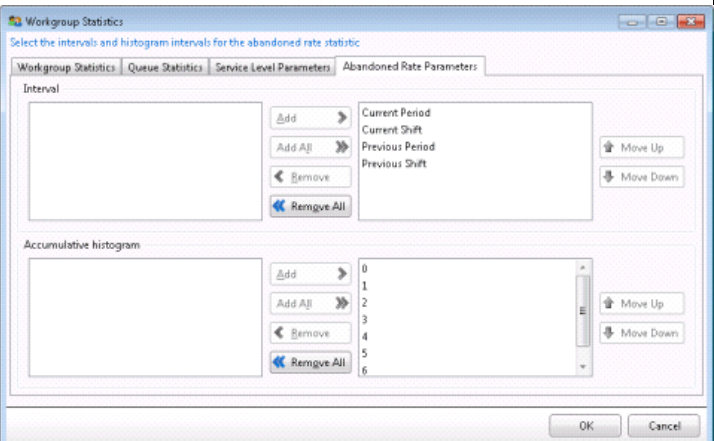 Workgroup Statistics
Select the intervals and histogram intervals for the abandoned rate statistic
Workgroup Statistics Queue Statistics Service Level Parameters Abandoned Rate Parameters
Interval
Add
Add All
Remove
Remove All
Current Period
Current Shift
Previous Period
Previous Shift
Move Up
Move Down
Accumulative histogram
Add
Add All
Remove
Remove All
0
1
2
3
4
5
6
Move Up
Move Down
OK Cancel